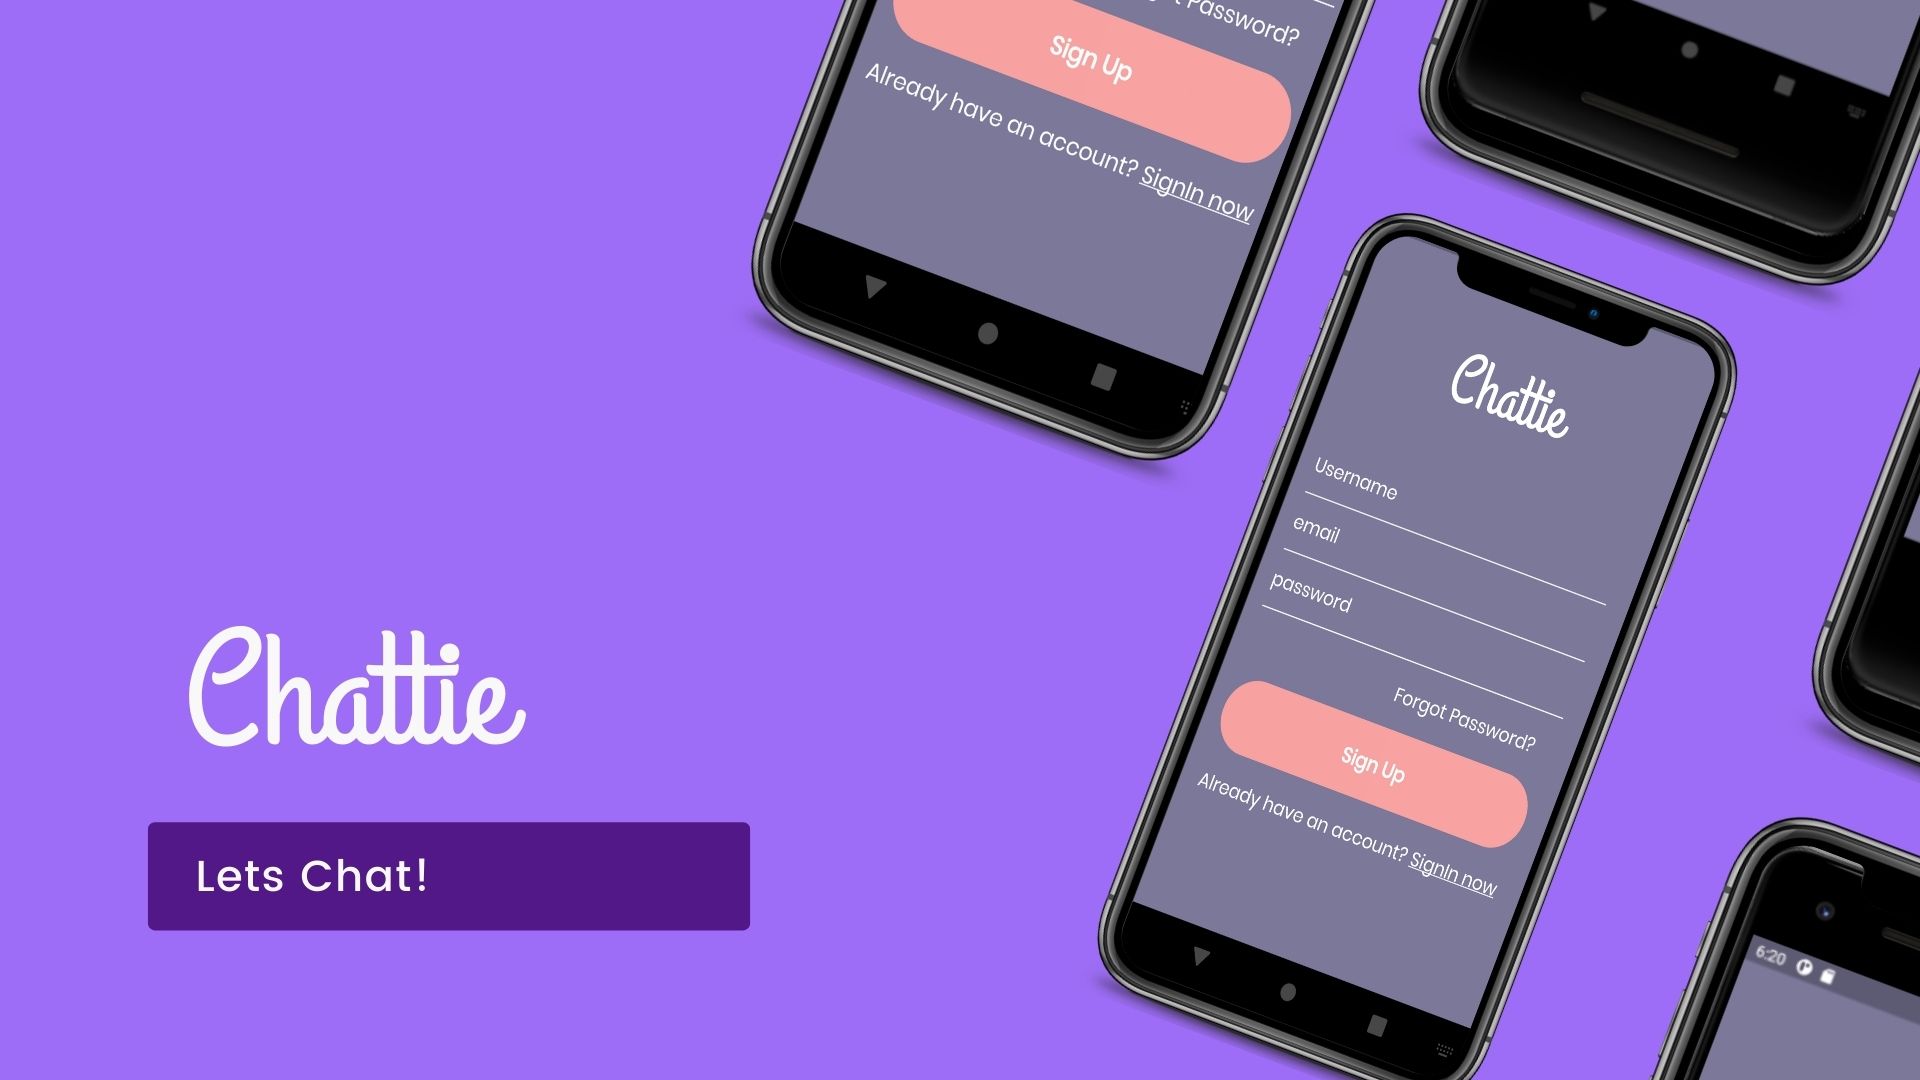 Password?
Sign Up
Already have an account? SignIn now
Chattie
Username
email
password
Forgot Password?
Sign Up
Already have an account? SignIn now
Chattie
Lets Chat!
6:20